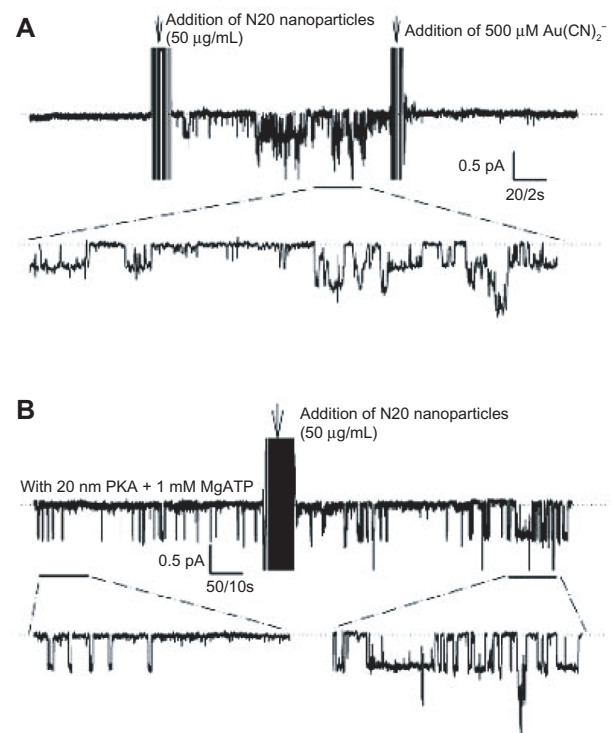 A
Addition of N20 nanoparticles
(50 μg/mL)
Addition of 500 μM Au(CN)₂⁻
0.5 pA
20/2s
B
Addition of N20 nanoparticles
(50 μg/mL)
With 20 nm PKA + 1 mM MgATP
0.5 pA
50/10s